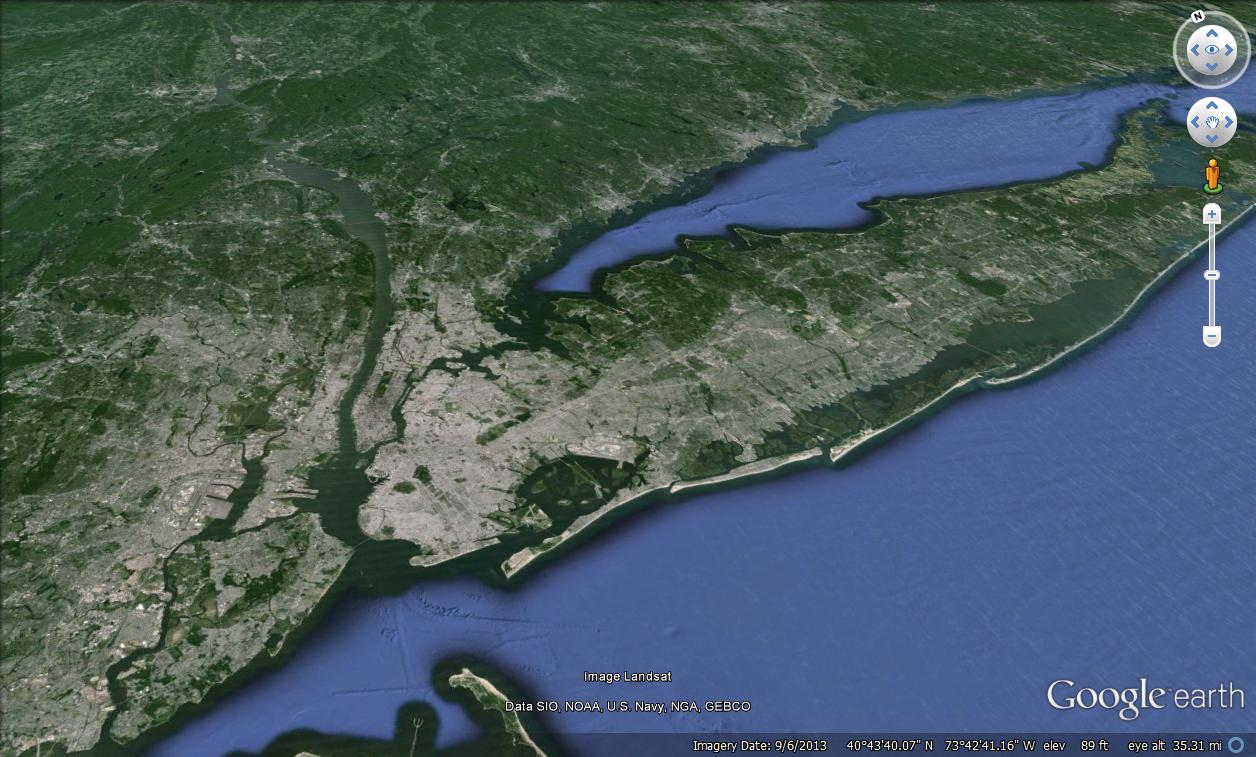 N
Image Landsat
Data SIO, NOAA, U.S. Navy, NGA, GEBCO
Google earth
Imagery Date: 9/6/2013 40°43'40.07" N 73°42'41.16" W elev 89 ft eye alt 35.31 mi